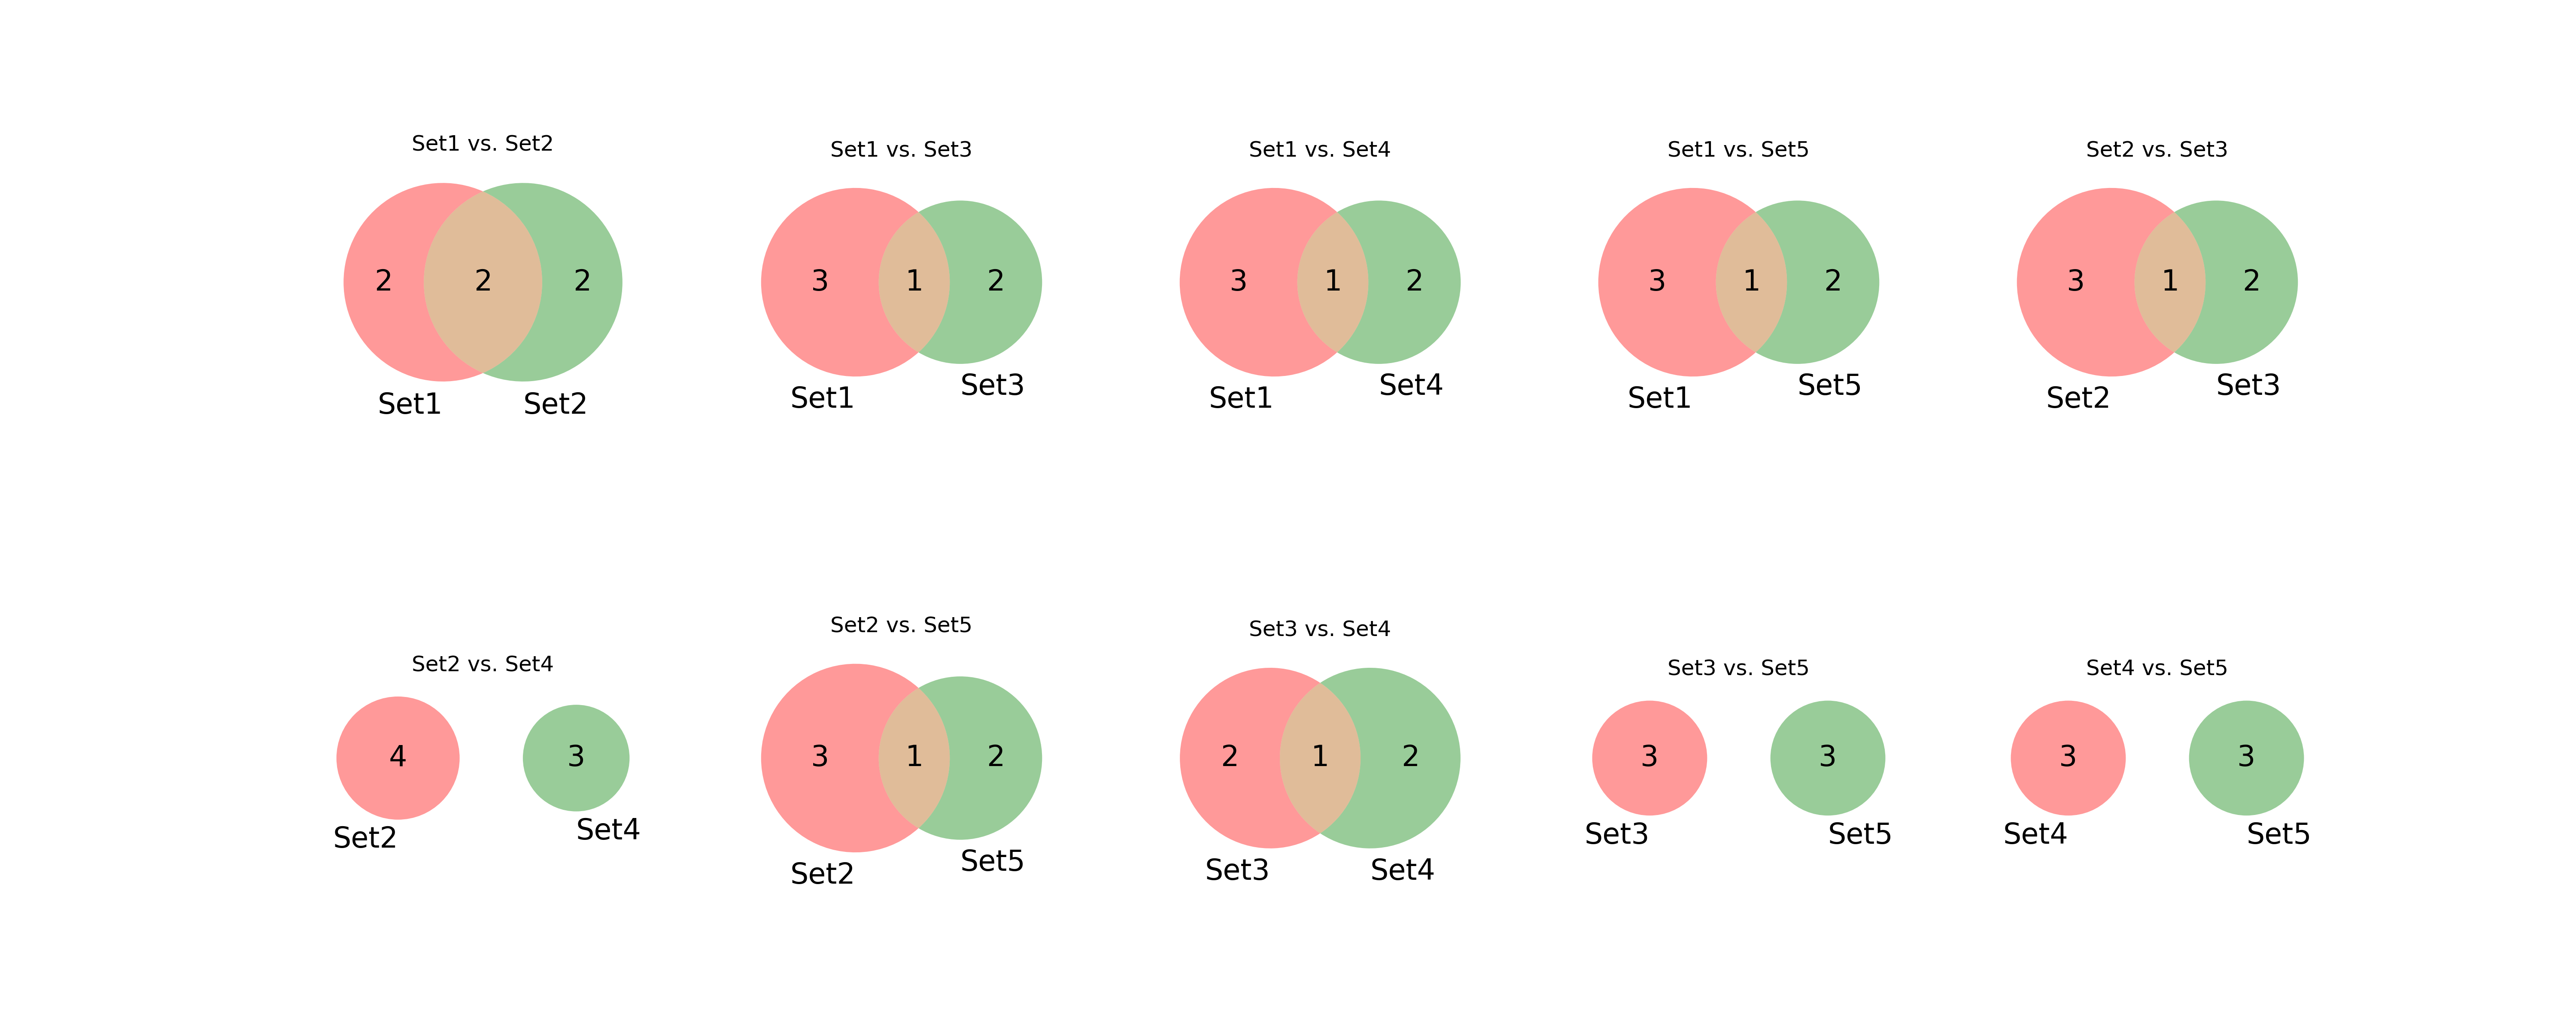 Set1 vs. Set2
2 2 2
Set1 Set2
Set1 vs. Set3
3 1 2
Set1 Set3
Set1 vs. Set4
3 1 2
Set1 Set4
Set1 vs. Set5
3 1 2
Set1 Set5
Set2 vs. Set3
3 1 2
Set2 Set3
Set2 vs. Set4
4 3
Set2 Set4
Set2 vs. Set5
3 1 2
Set2 Set5
Set3 vs. Set4
2 1 2
Set3 Set4
Set3 vs. Set5
3 3
Set3 Set5
Set4 vs. Set5
3 3
Set4 Set5